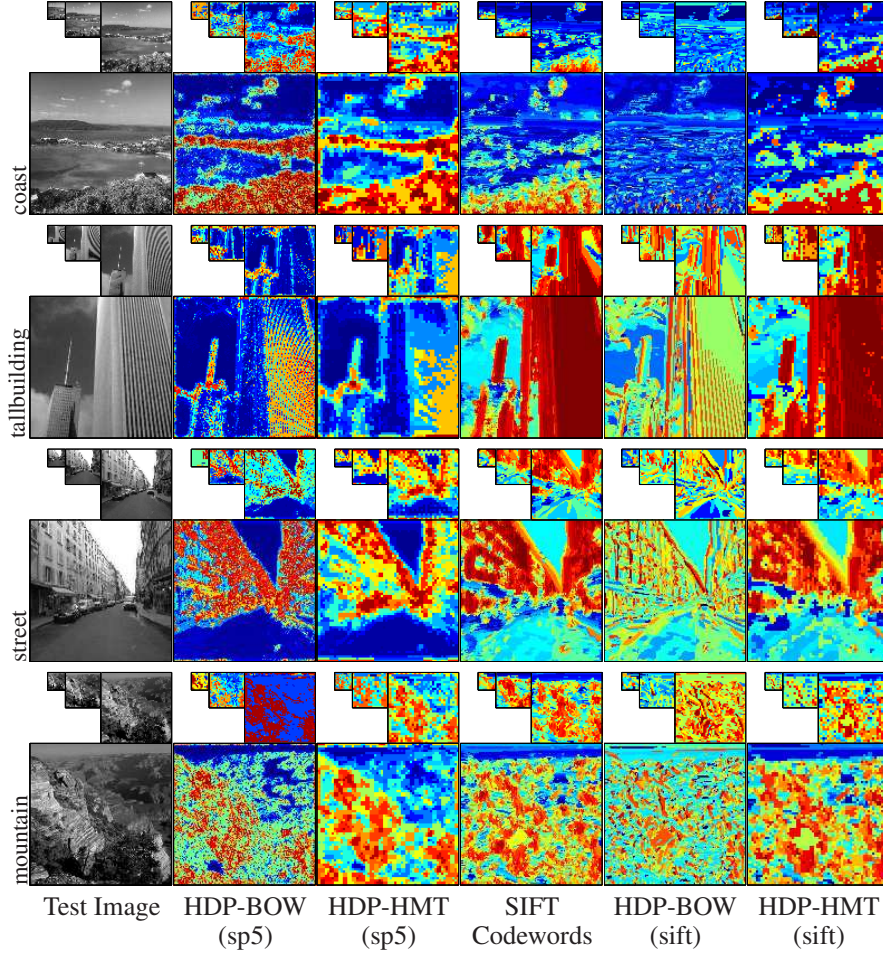 coast
tallbuilding
street
mountain
Test Image
HDP-BOW
(sp5)
HDP-HMT
(sp5)
SIFT
Codewords
HDP-BOW
(sift)
HDP-HMT
(sift)